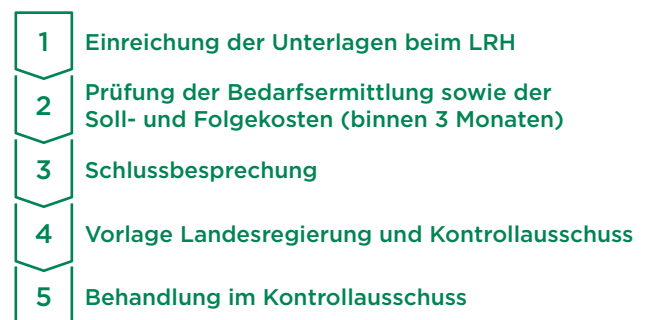 1 Einreichung der Unterlagen beim LRH
2 Prüfung der Bedarfsermittlung sowie der
Soll- und Folgekosten (binnen 3 Monaten)
3 Schlussbesprechung
4 Vorlage Landesregierung und Kontrollausschuss
5 Behandlung im Kontrollausschuss